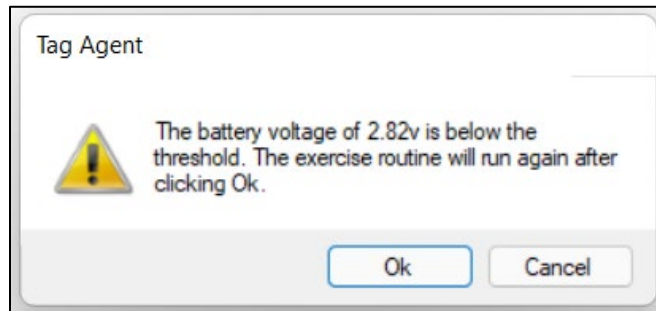 Tag Agent
The battery voltage of 2.82v is below the
threshold. The exercise routine will run again after
clicking Ok.
Ok
Cancel